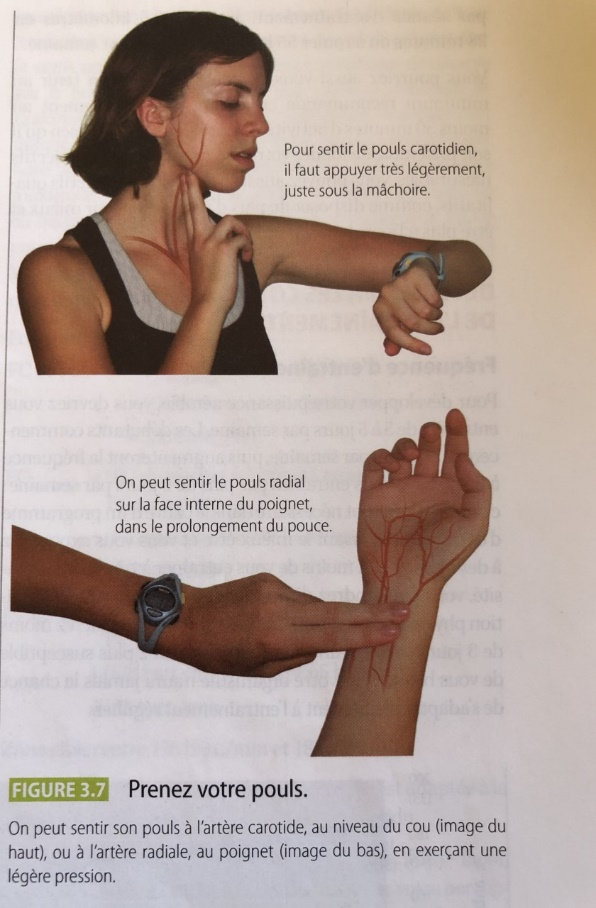 Pour sentir le pouls carotidien,
il faut appuyer très légèrement,
juste sous la mâchoire.
On peut sentir le pouls radial
sur la face interne du poignet,
dans le prolongement du pouce.
FIGURE 3.7 Prenez votre pouls.
On peut sentir son pouls à l'artère carotide, au niveau du cou (image du
haut), ou à l'artère radiale, au poignet (image du bas), en exerçant une
légère pression.